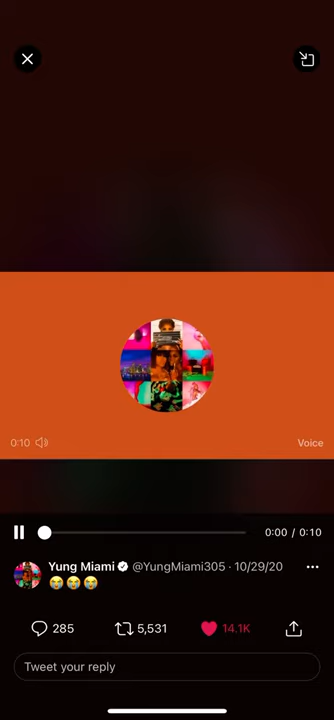 0:10
Voice
0:00 / 0:10
Yung Miami @YungMiami305 · 10/29/20
😭😭😭
285 5,531 14.1K
Tweet your reply